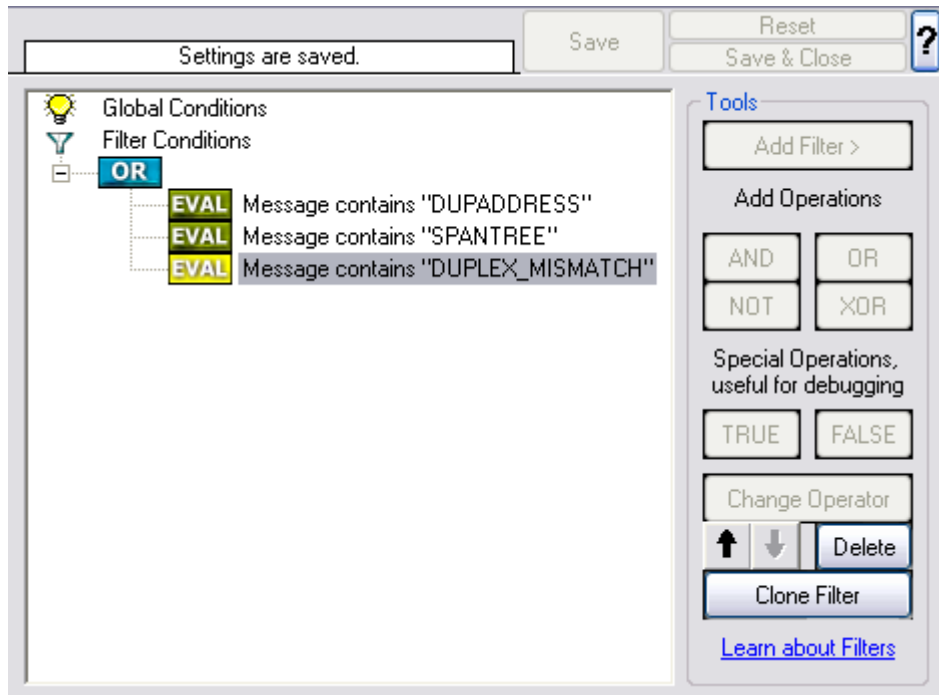 Settings are saved.
Save
Reset
Save & Close
?
Global Conditions
Filter Conditions
OR
EVAL Message contains "DUPADDRESS"
EVAL Message contains "SPANTREE"
EVAL Message contains "DUPLEX_MISMATCH"
Tools
Add Filter >
Add Operations
AND OR
NOT XOR
Special Operations,
useful for debugging
TRUE FALSE
Change Operator
Delete
Clone Filter
Learn about Filters